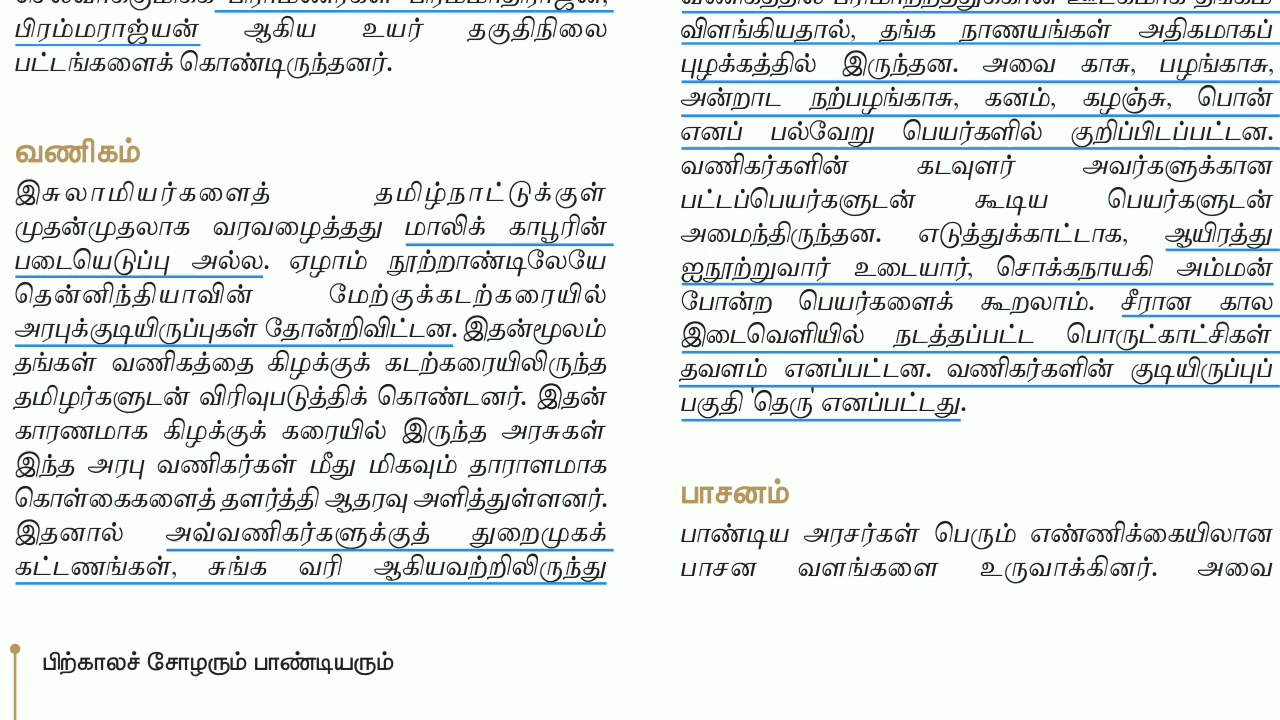 பிராமணர்கள் பிரம்மாதிராஜன்,
பிரம்மராஜ்யன் ஆகிய உயர் தகுதிநிலை
பட்டங்களைக் கொண்டிருந்தனர்.
வணிகம்
இசுலாமியர்களைத் தமிழ்நாட்டுக்குள்
முதன்முதலாக வரவழைத்தது மாலிக் காபூரின்
படையெடுப்பு அல்ல. ஏழாம் நூற்றாண்டிலேயே
தென்னிந்தியாவின் மேற்குக்கடற்கரையில்
அரபுக்குடியிருப்புகள் தோன்றிவிட்டன. இதன்மூலம்
தங்கள் வணிகத்தை கிழக்குக் கடற்கரையிலிருந்த
தமிழர்களுடன் விரிவுபடுத்திக் கொண்டனர். இதன்
காரணமாக கிழக்குக் கரையில் இருந்த அரசுகள்
இந்த அரபு வணிகர்கள் மீது மிகவும் தாராளமாக
கொள்கைகளைத் தளர்த்தி ஆதரவு அளித்துள்ளனர்.
இதனால் அவ்வணிகர்களுக்குத் துறைமுகக்
கட்டணங்கள், சுங்க வரி ஆகியவற்றிலிருந்து
பிற்காலச் சோழரும் பாண்டியரும்
விளங்கியதால், தங்க நாணயங்கள் அதிகமாகப்
புழக்கத்தில் இருந்தன. அவை காசு, பழங்காசு,
அன்றாட நற்பழங்காசு, கனம், கழஞ்சு, பொன்
எனப் பல்வேறு பெயர்களில் குறிப்பிடப்பட்டன.
வணிகர்களின் கடவுளர் அவர்களுக்கான
பட்டப்பெயர்களுடன் கூடிய பெயர்களுடன்
அமைந்திருந்தன. எடுத்துக்காட்டாக, ஆயிரத்து
ஐநூற்றுவார் உடையார், சொக்கநாயகி அம்மன்
போன்ற பெயர்களைக் கூறலாம். சீரான கால
இடைவெளியில் நடத்தப்பட்ட பொருட்காட்சிகள்
தவளம் எனப்பட்டன. வணிகர்களின் குடியிருப்புப்
பகுதி 'தெரு' எனப்பட்டது.
பாசனம்
பாண்டிய அரசர்கள் பெரும் எண்ணிக்கையிலான
பாசன வளங்களை உருவாக்கினர். அவை